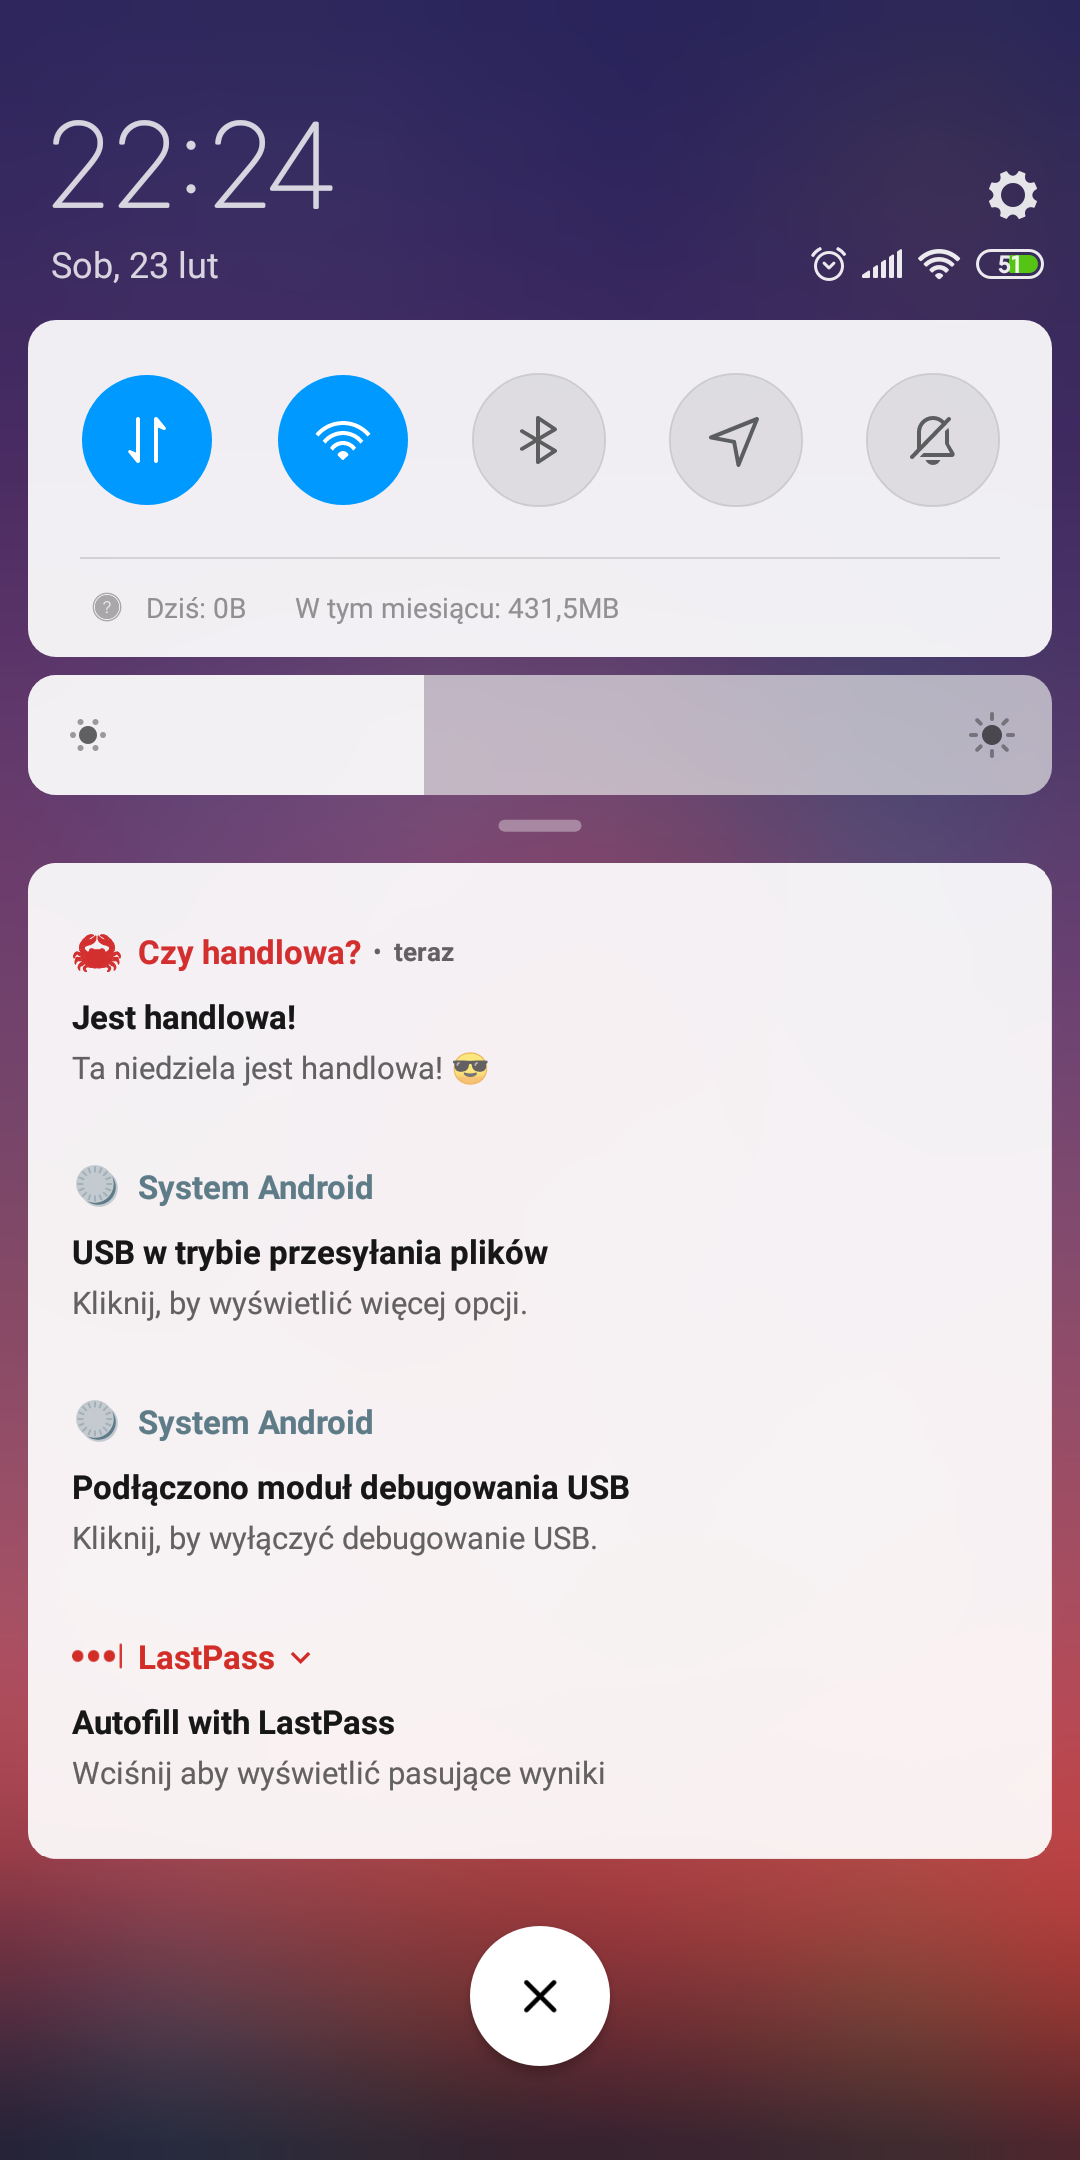 22:24
Sob, 23 lut
51
Dziś: 0B W tym miesiącu: 431,5MB
Czy handlowa? · teraz
Jest handlowa!
Ta niedziela jest handlowa! 😎
System Android
USB w trybie przesyłania plików
Kliknij, by wyświetlić więcej opcji.
System Android
Podłączono moduł debugowania USB
Kliknij, by wyłączyć debugowanie USB.
LastPass
Autofill with LastPass
Wciśnij aby wyświetlić pasujące wyniki